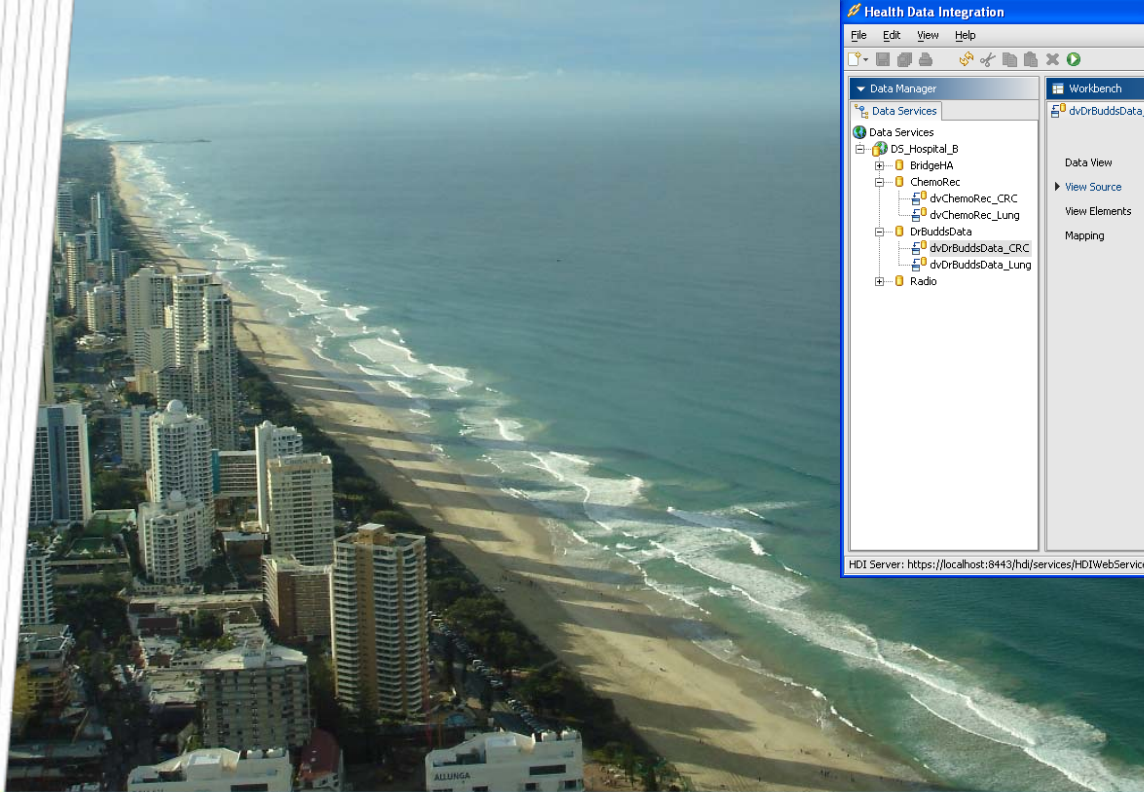 Health Data Integration
File Edit View Help
Data Manager
Data Services
Data Services
DS_Hospital_B
BridgeHA
ChemoRec
dvChemoRec_CRC
dvChemoRec_Lung
DrBuddsData
dvDrBuddsData_CRC
dvDrBuddsData_Lung
Radio
Workbench
dvDrBuddsData_
Data View
View Source
View Elements
Mapping
HDI Server: https://localhost:8443/hdi/services/HDIWebService
ALLUNGA